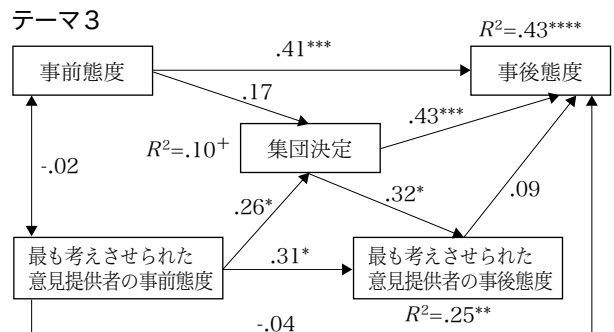 テーマ3
R²=.43****
事前態度
.41***
事後態度
.17
R²=.10⁺
集団決定
.43***
-.02
.26*
.32*
.09
最も考えさせられた
意見提供者の事前態度
.31*
最も考えさせられた
意見提供者の事後態度
-.04
R²=.25**